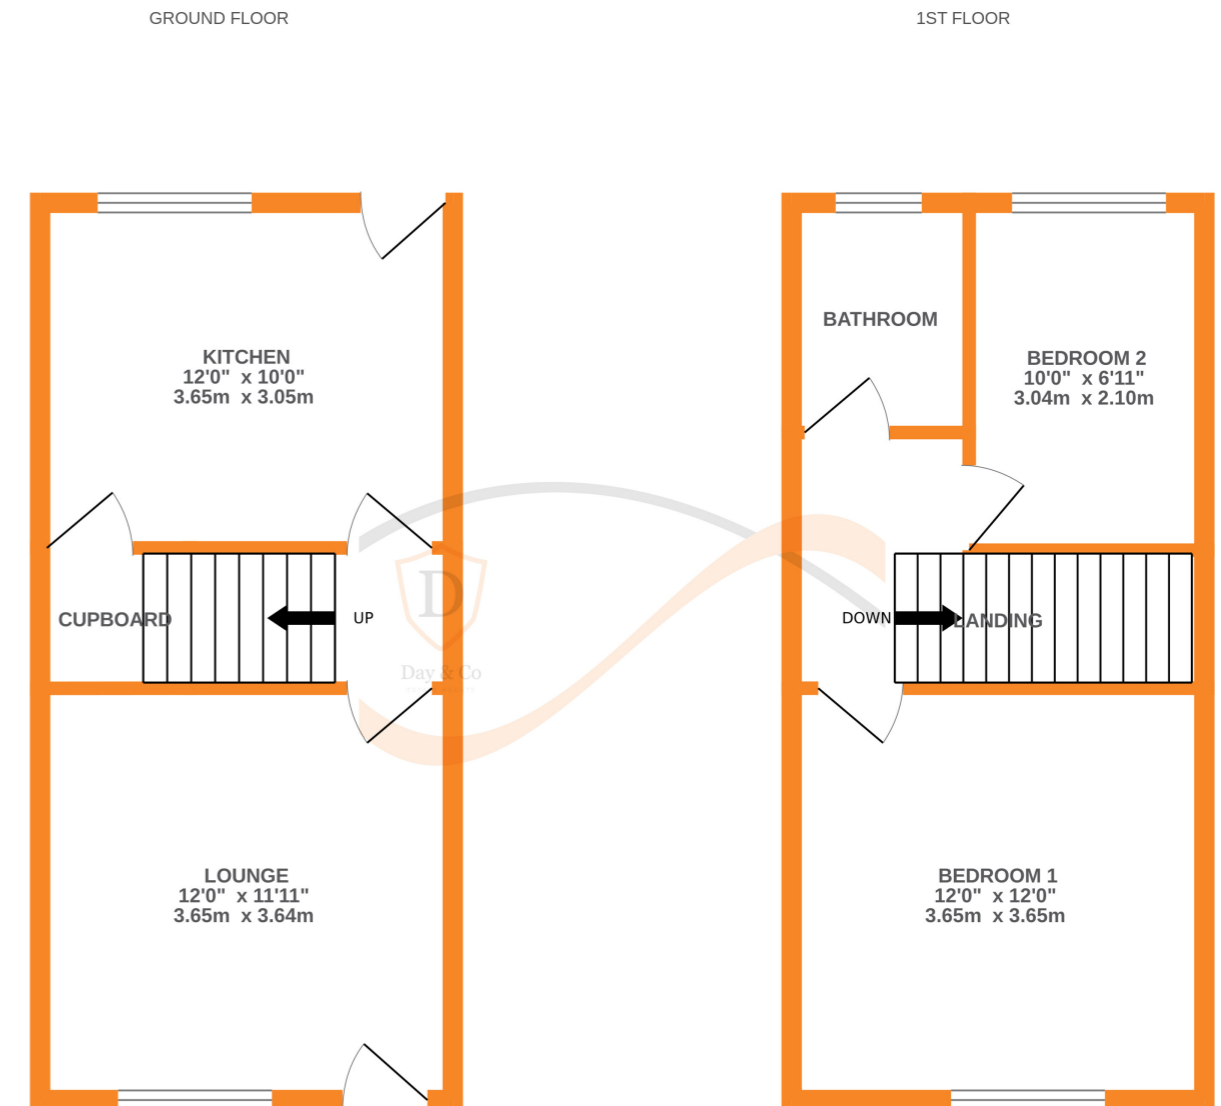 GROUND FLOOR
1ST FLOOR
KITCHEN
12'0" x 10'0"
3.65m x 3.05m
BATHROOM
BEDROOM 2
10'0" x 6'11"
3.04m x 2.10m
CUPBOARD
UP
DOWN
LANDING
D
Day & Co
LOUNGE
12'0" x 11'11"
3.65m x 3.64m
BEDROOM 1
12'0" x 12'0"
3.65m x 3.65m